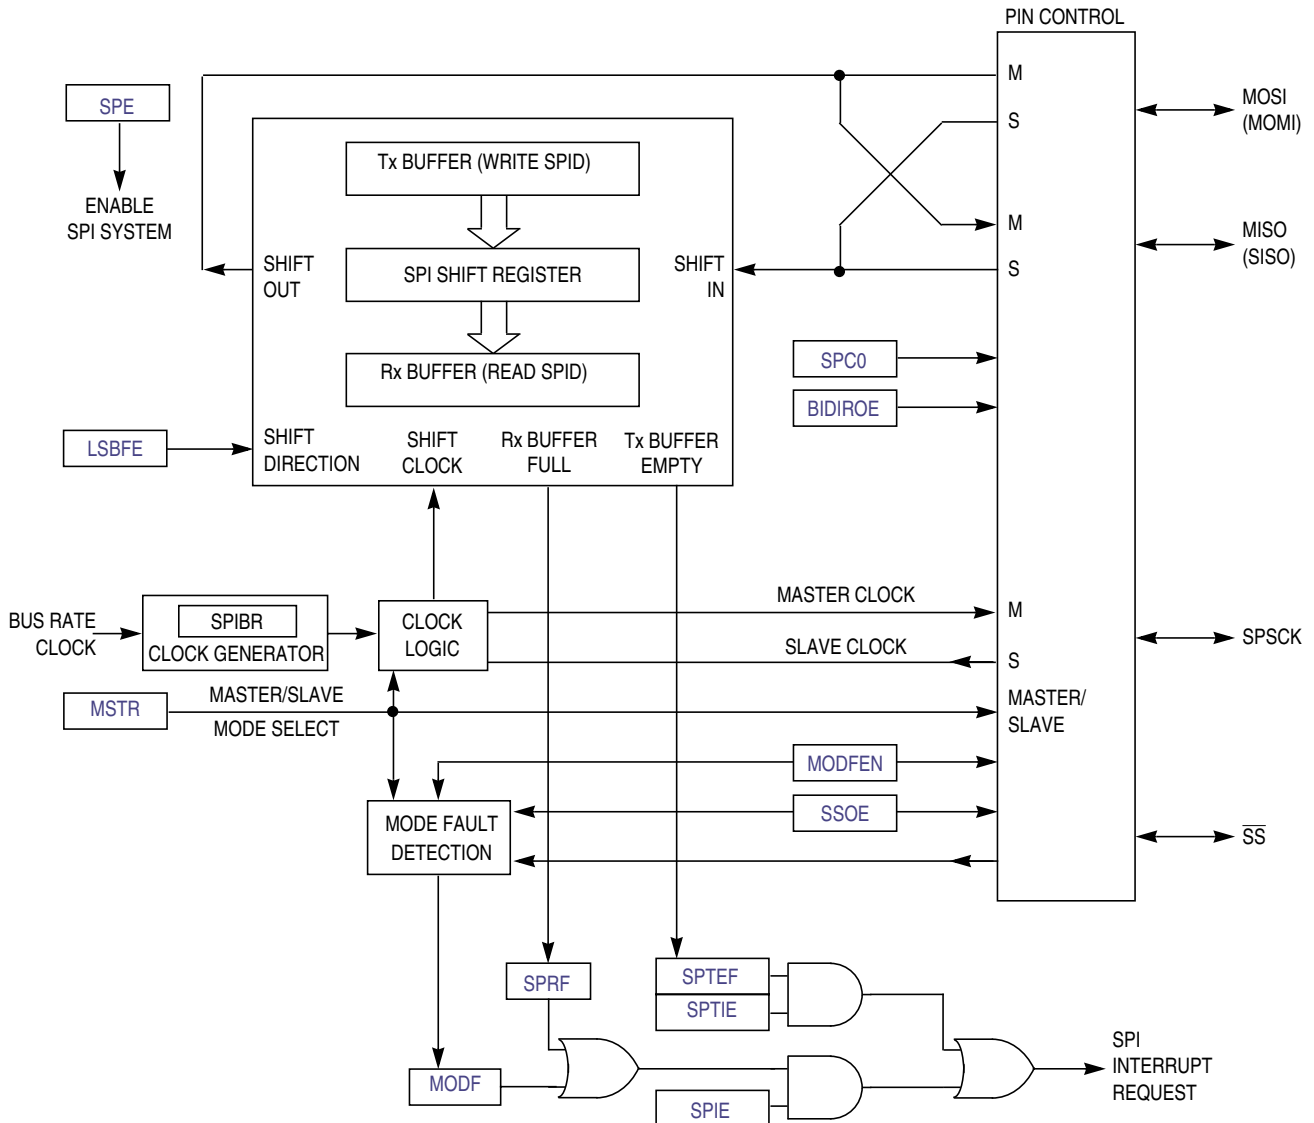 PIN CONTROL
M
SPE
MOSI
(MOMI)
S
Tx BUFFER (WRITE SPID)
ENABLE
SPI SYSTEM
M
MISO
(SISO)
SHIFT
OUT
SPI SHIFT REGISTER
SHIFT
IN
S
SPC0
Rx BUFFER (READ SPID)
BIDIROE
LSBFE
SHIFT
DIRECTION
SHIFT
CLOCK
Rx BUFFER
FULL
Tx BUFFER
EMPTY
MASTER CLOCK
M
BUS RATE
CLOCK
SPIBR
CLOCK GENERATOR
CLOCK
LOGIC
SLAVE CLOCK
S
SPSCK
MSTR
MASTER/SLAVE
MODE SELECT
MASTER/
SLAVE
MODFEN
SSOE
MODE FAULT
DETECTION
SS
SPRF
SPTEF
SPTIE
SPI
INTERRUPT
REQUEST
MODF
SPIE